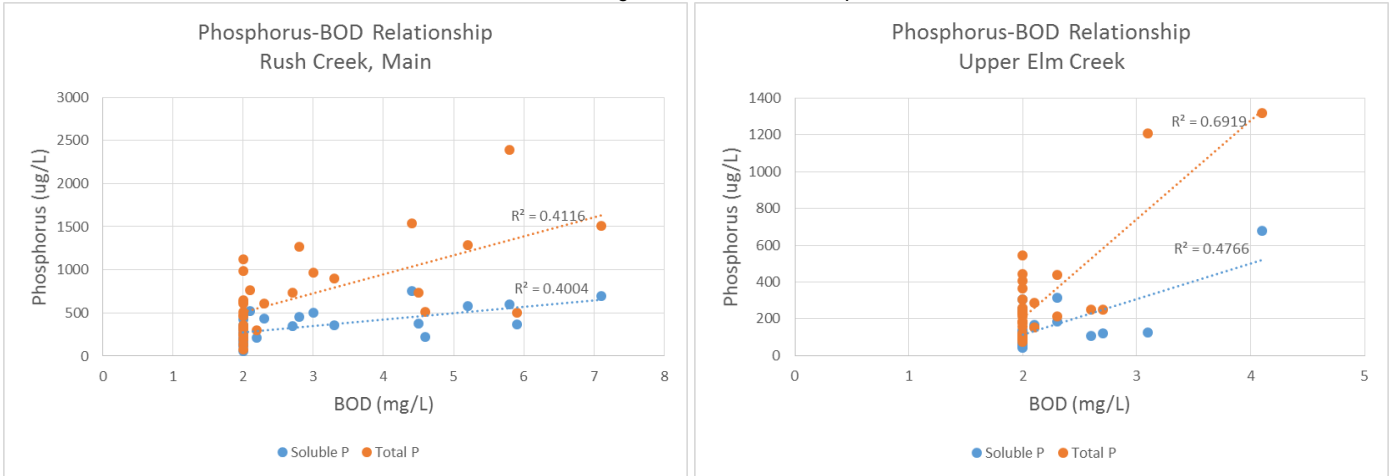 Phosphorus-BOD Relationship
Rush Creek, Main
Phosphorus (ug/L)
3000
2500
2000
1500
1000
500
0
R² = 0.4116
R² = 0.4004
0 1 2 3 4 5 6 7 8
BOD (mg/L)
Soluble P Total P
Phosphorus-BOD Relationship
Upper Elm Creek
Phosphorus (ug/L)
1400
1200
1000
800
600
400
200
0
R² = 0.6919
R² = 0.4766
0 1 2 3 4 5
BOD (mg/L)
Soluble P Total P